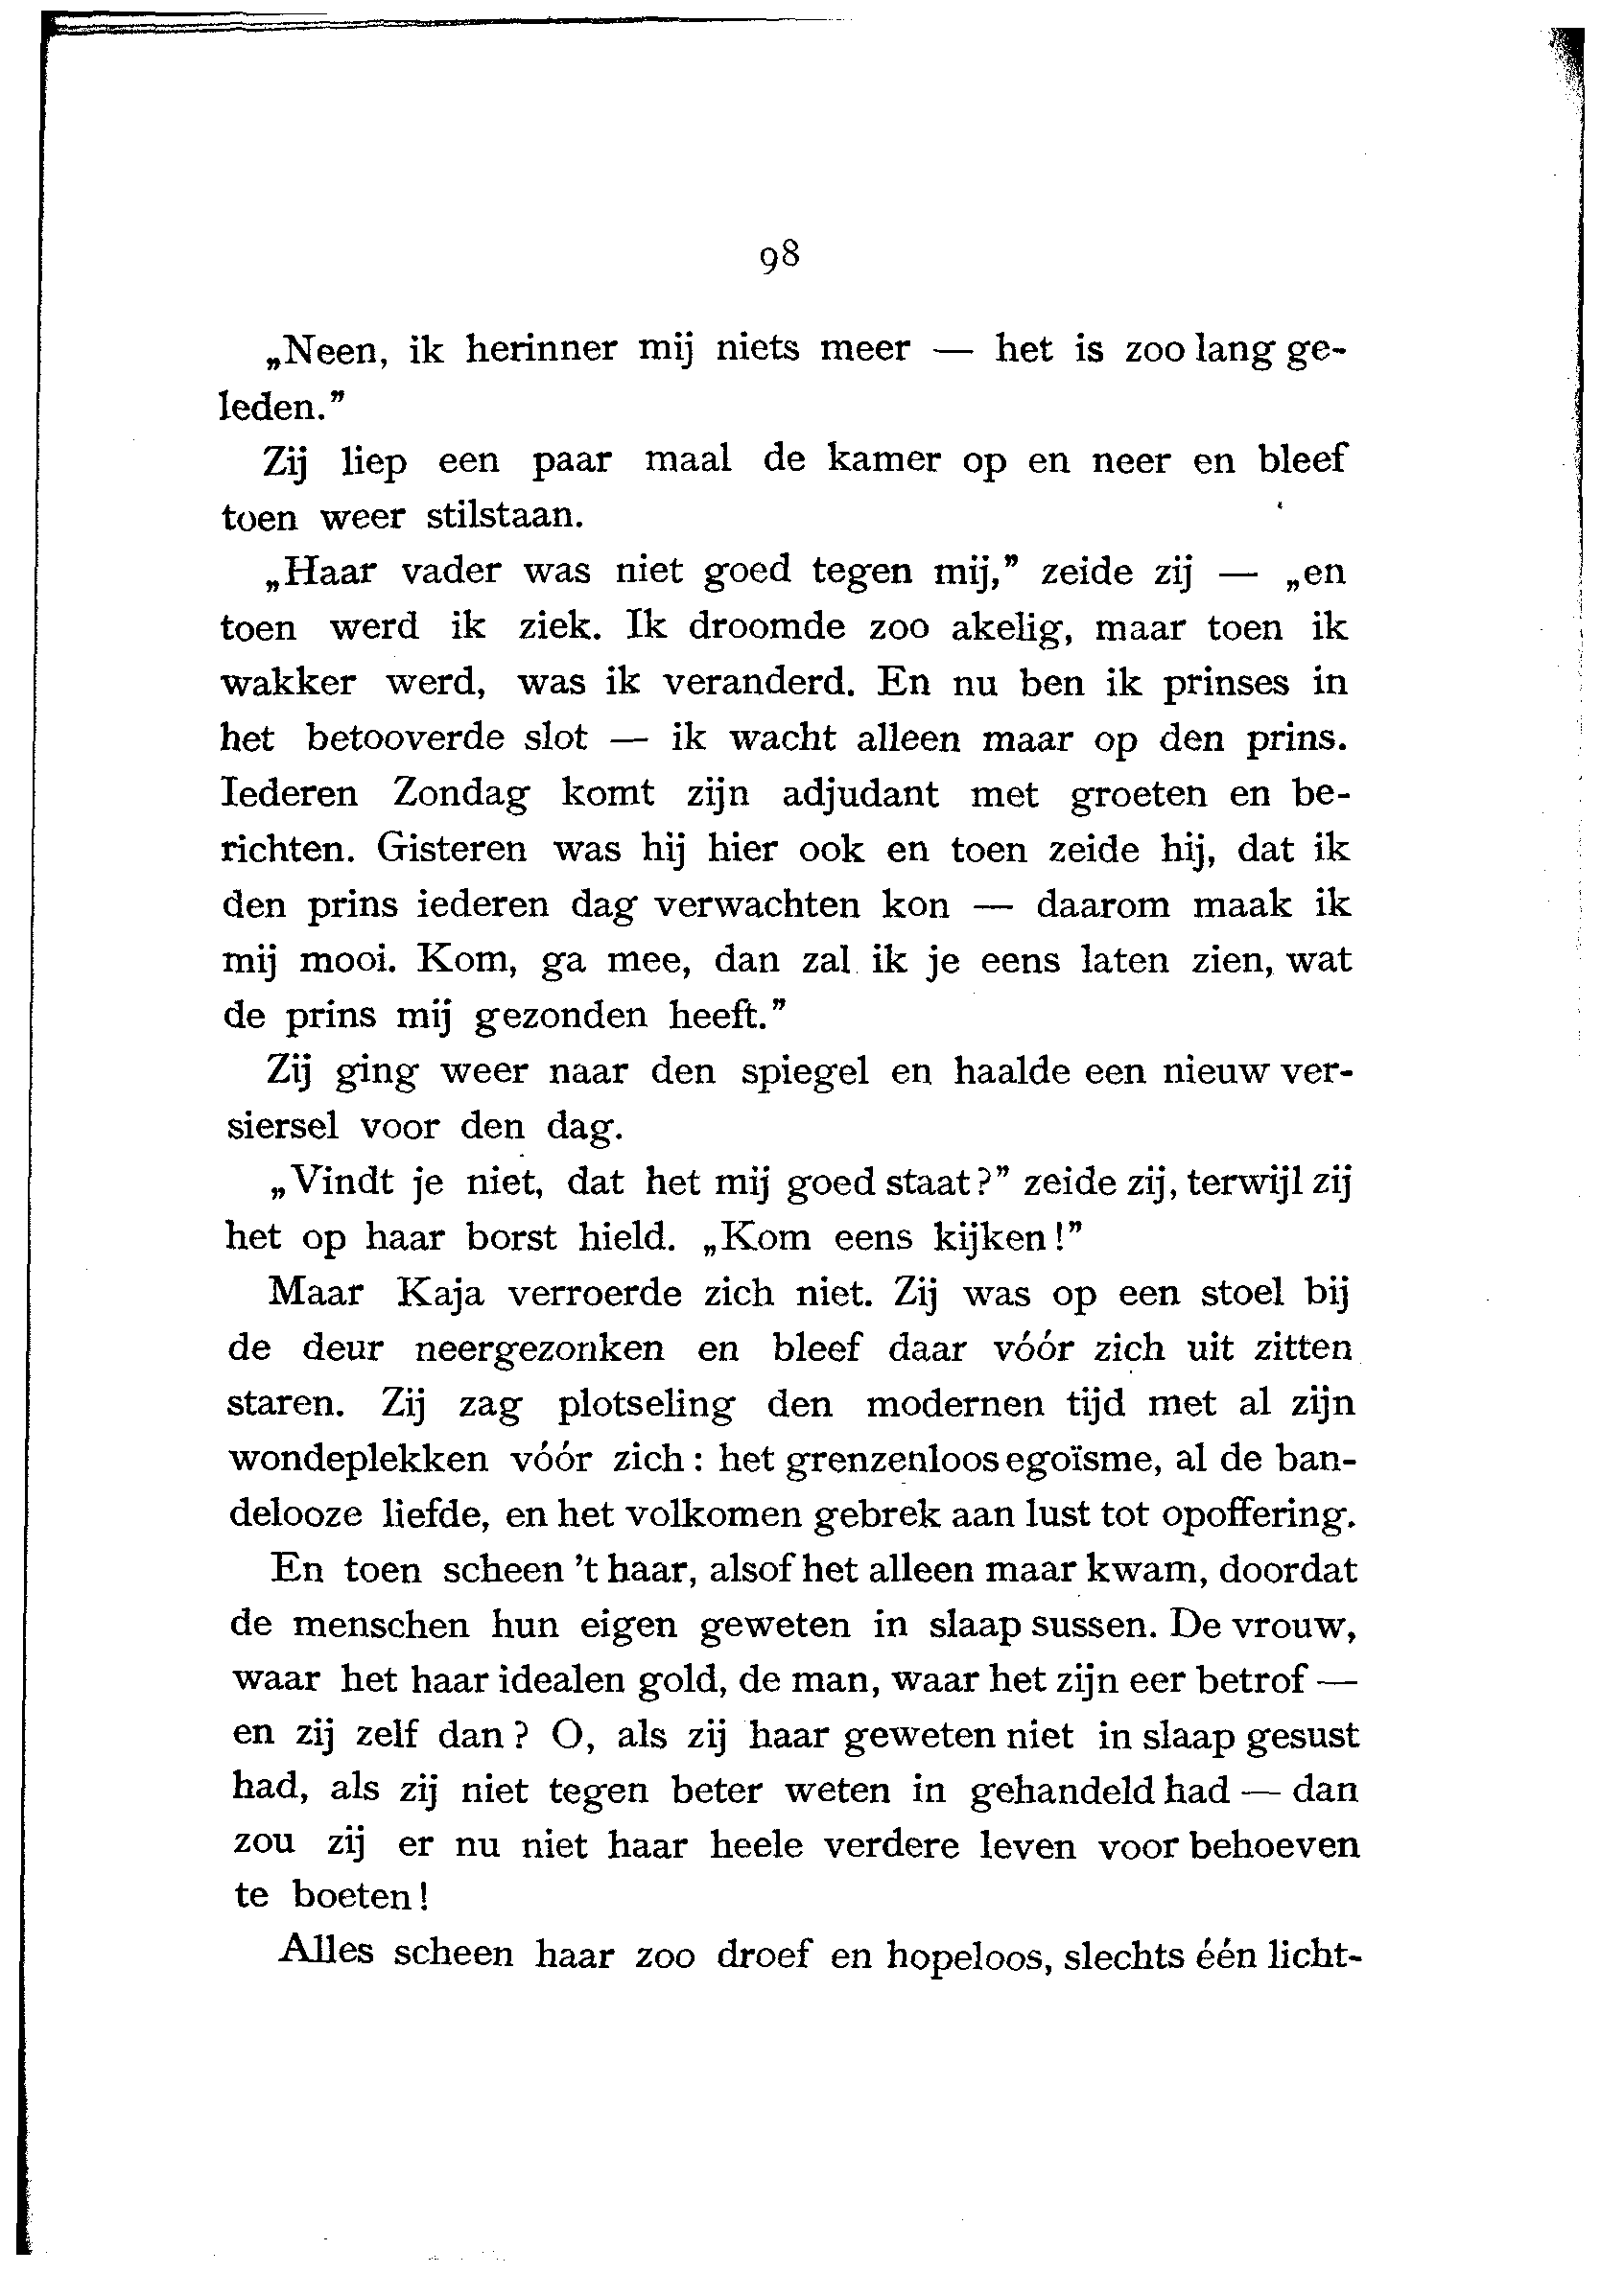 98
„Neen, ik herinner mij niets meer — het is zoo lang ge-
leden.”
Zij liep een paar maal de kamer op en neer en bleef
toen weer stilstaan.
„Haar vader was niet goed tegen mij,” zeide zij — „en
toen werd ik ziek. Ik droomde zoo akelig, maar toen ik
wakker werd, was ik veranderd. En nu ben ik prinses in
het betooverde slot — ik wacht alleen maar op den prins.
Iederen Zondag komt zijn adjudant met groeten en be-
richten. Gisteren was hij hier ook en toen zeide hij, dat ik
den prins iederen dag verwachten kon — daarom maak ik
mij mooi. Kom, ga mee, dan zal ik je eens laten zien, wat
de prins mij gezonden heeft.”
Zij ging weer naar den spiegel en haalde een nieuw ver-
siersel voor den dag.
„Vindt je niet, dat het mij goed staat?” zeide zij, terwijl zij
het op haar borst hield. „Kom eens kijken!”
Maar Kaja verroerde zich niet. Zij was op een stoel bij
de deur neergezonken en bleef daar vóór zich uit zitten
staren. Zij zag plotseling den modernen tijd met al zijn
wondeplekken vóór zich: het grenzenloos egoïsme, al de ban-
delooze liefde, en het volkomen gebrek aan lust tot opoffering.
En toen scheen 't haar, alsof het alleen maar kwam, doordat
de menschen hun eigen geweten in slaap sussen. De vrouw,
waar het haar idealen gold, de man, waar het zijn eer betrof —
en zij zelf dan? O, als zij haar geweten niet in slaap gesust
had, als zij niet tegen beter weten in gehandeld had — dan
zou zij er nu niet haar heele verdere leven voor behoeven
te boeten!
Alles scheen haar zoo droef en hopeloos, slechts één licht-